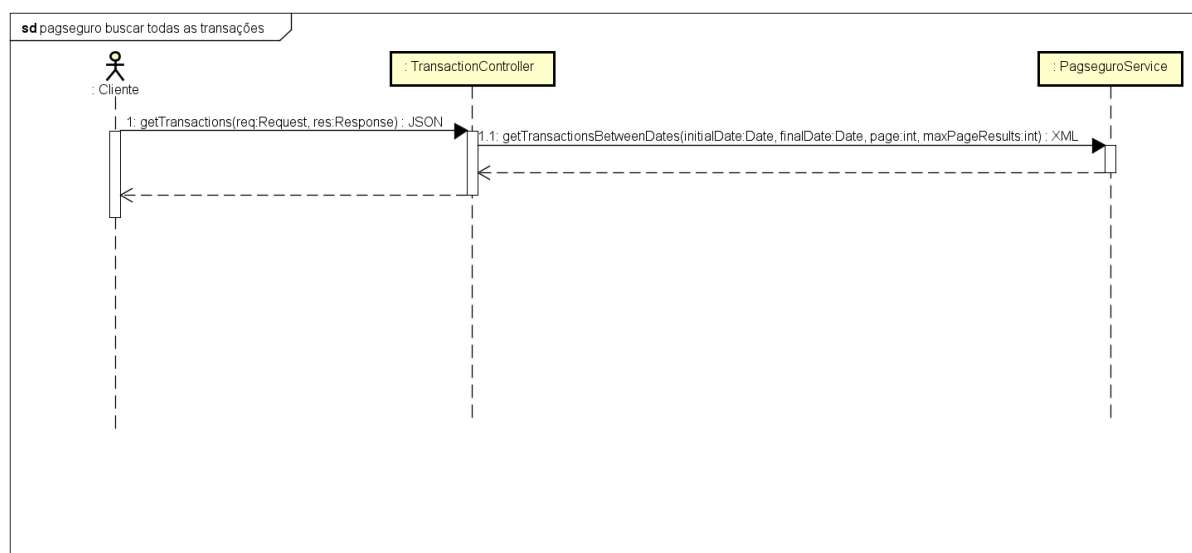 sd pagseguro buscar todas as transações
: Cliente
: TransactionController
: PagseguroService
1: getTransactions(req:Request, res:Response) : JSON
1.1: getTransactionsBetweenDates(initialDate:Date, finalDate:Date, page:int, maxPageResults:int) : XML